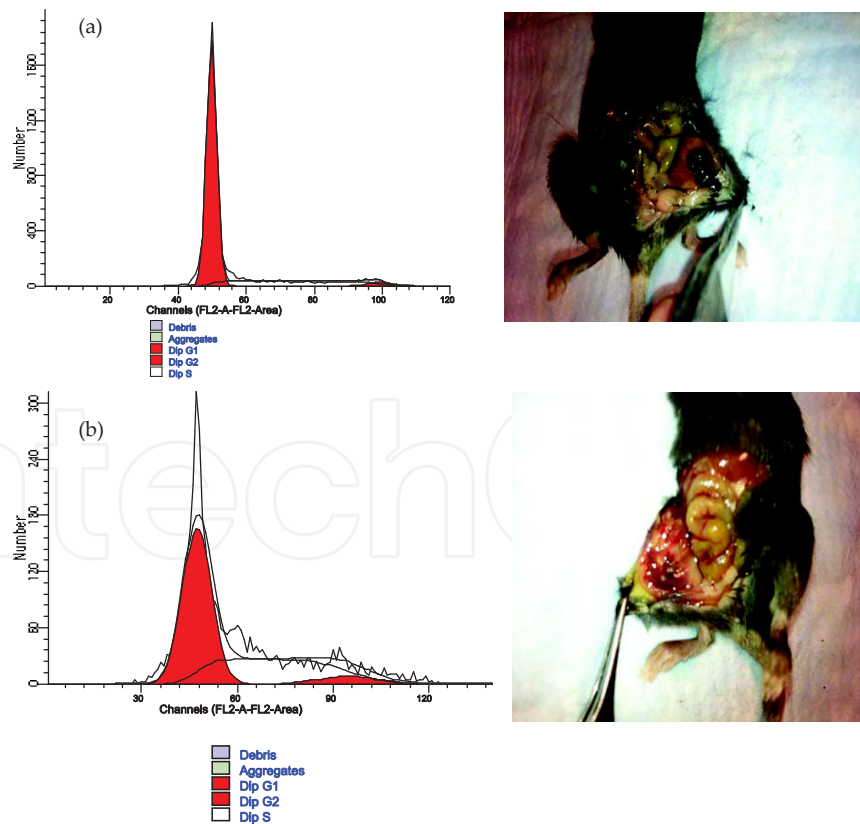 (a)
1600
1200
800
400
0
Number
20 40 60 80 100 120
Channels (FL2-A-FL2-Area)
Debris
Aggregates
Dip G1
Dip G2
Dip S
(b)
300
240
180
120
60
0
Number
ntech
30 60 90 120
Channels (FL2-A-FL2-Area)
Debris
Aggregates
Dip G1
Dip G2
Dip S